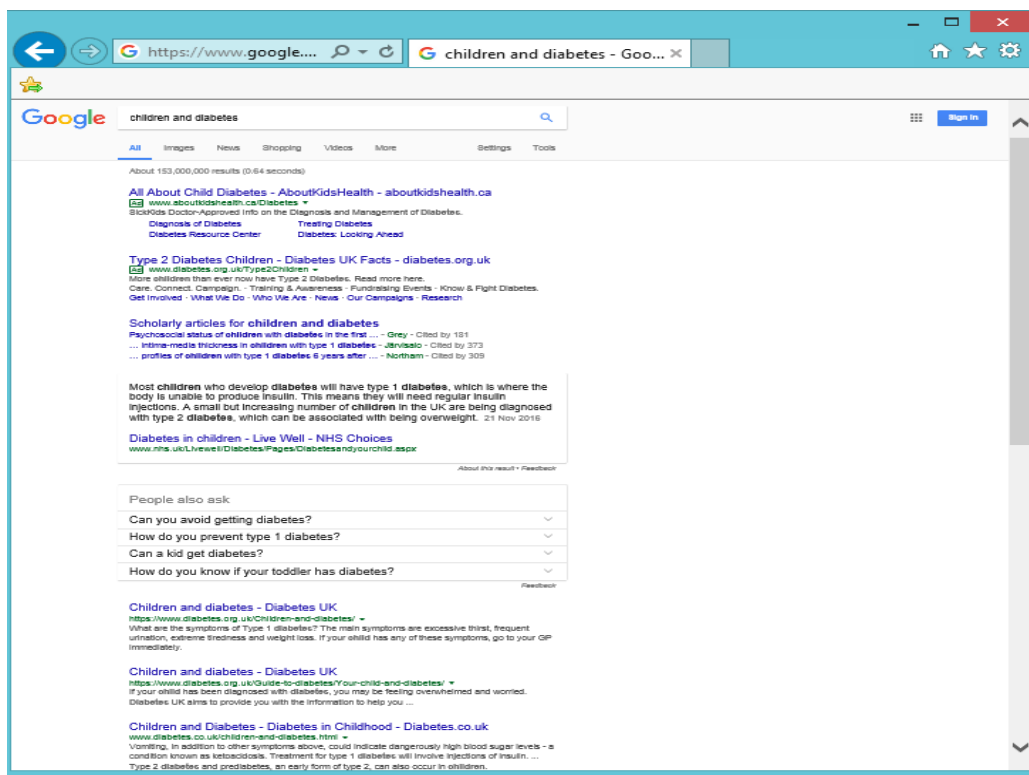 https://www.google....
children and diabetes - Goo...
Google
children and diabetes
Sign in
All Images News Shopping Videos More Settings Tools
About 153,000,000 results (0.64 seconds)
All About Child Diabetes - AboutKidsHealth - aboutkidshealth.ca
Ad www.aboutkidshealth.ca/Diabetes
SickKids Doctor-Approved Info on the Diagnosis and Management of Diabetes.
Diagnosis of Diabetes Treating Diabetes
Diabetes Resource Center Diabetes: Looking Ahead
Type 2 Diabetes Children - Diabetes UK Facts - diabetes.org.uk
Ad www.diabetes.org.uk/Type2Children
More children than ever now have Type 2 Diabetes. Read more here.
Care. Connect. Campaign. · Training & Awareness · Fundraising Events · Know & Fight Diabetes.
Get Involved · What We Do · Who We Are · News · Our Campaigns · Research
Scholarly articles for children and diabetes
Psychosocial status of children with diabetes in the first ... - Grey - Cited by 181
... intima-media thickness in children with type 1 diabetes - Järvisalo - Cited by 373
... profiles of children with type 1 diabetes 6 years after ... - Northam - Cited by 309
Most children who develop diabetes will have type 1 diabetes, which is where the
body is unable to produce insulin. This means they will need regular insulin
injections. A small but increasing number of children in the UK are being diagnosed
with type 2 diabetes, which can be associated with being overweight. 21 Nov 2016
Diabetes in children - Live Well - NHS Choices
www.nhs.uk/Livewell/Diabetes/Pages/Diabetesandyourchild.aspx
About this result • Feedback
People also ask
Can you avoid getting diabetes?
How do you prevent type 1 diabetes?
Can a kid get diabetes?
How do you know if your toddler has diabetes?
Feedback
Children and diabetes - Diabetes UK
https://www.diabetes.org.uk/Children-and-diabetes/
What are the symptoms of Type 1 diabetes? The main symptoms are excessive thirst, frequent
urination, extreme tiredness and weight loss. If your child has any of these symptoms, go to your GP
immediately.
Children and diabetes - Diabetes UK
https://www.diabetes.org.uk/Guide-to-diabetes/Your-child-and-diabetes/
If your child has been diagnosed with diabetes, you may be feeling overwhelmed and worried.
Diabetes UK aims to provide you with the information to help you ...
Children and Diabetes - Diabetes in Childhood - Diabetes.co.uk
www.diabetes.co.uk/children-and-diabetes.html
Vomiting, in addition to other symptoms above, could indicate dangerously high blood sugar levels - a
condition known as ketoacidosis. Treatment for type 1 diabetes will involve injections of insulin. ...
Type 2 diabetes and prediabetes, an early form of type 2, can also occur in children.